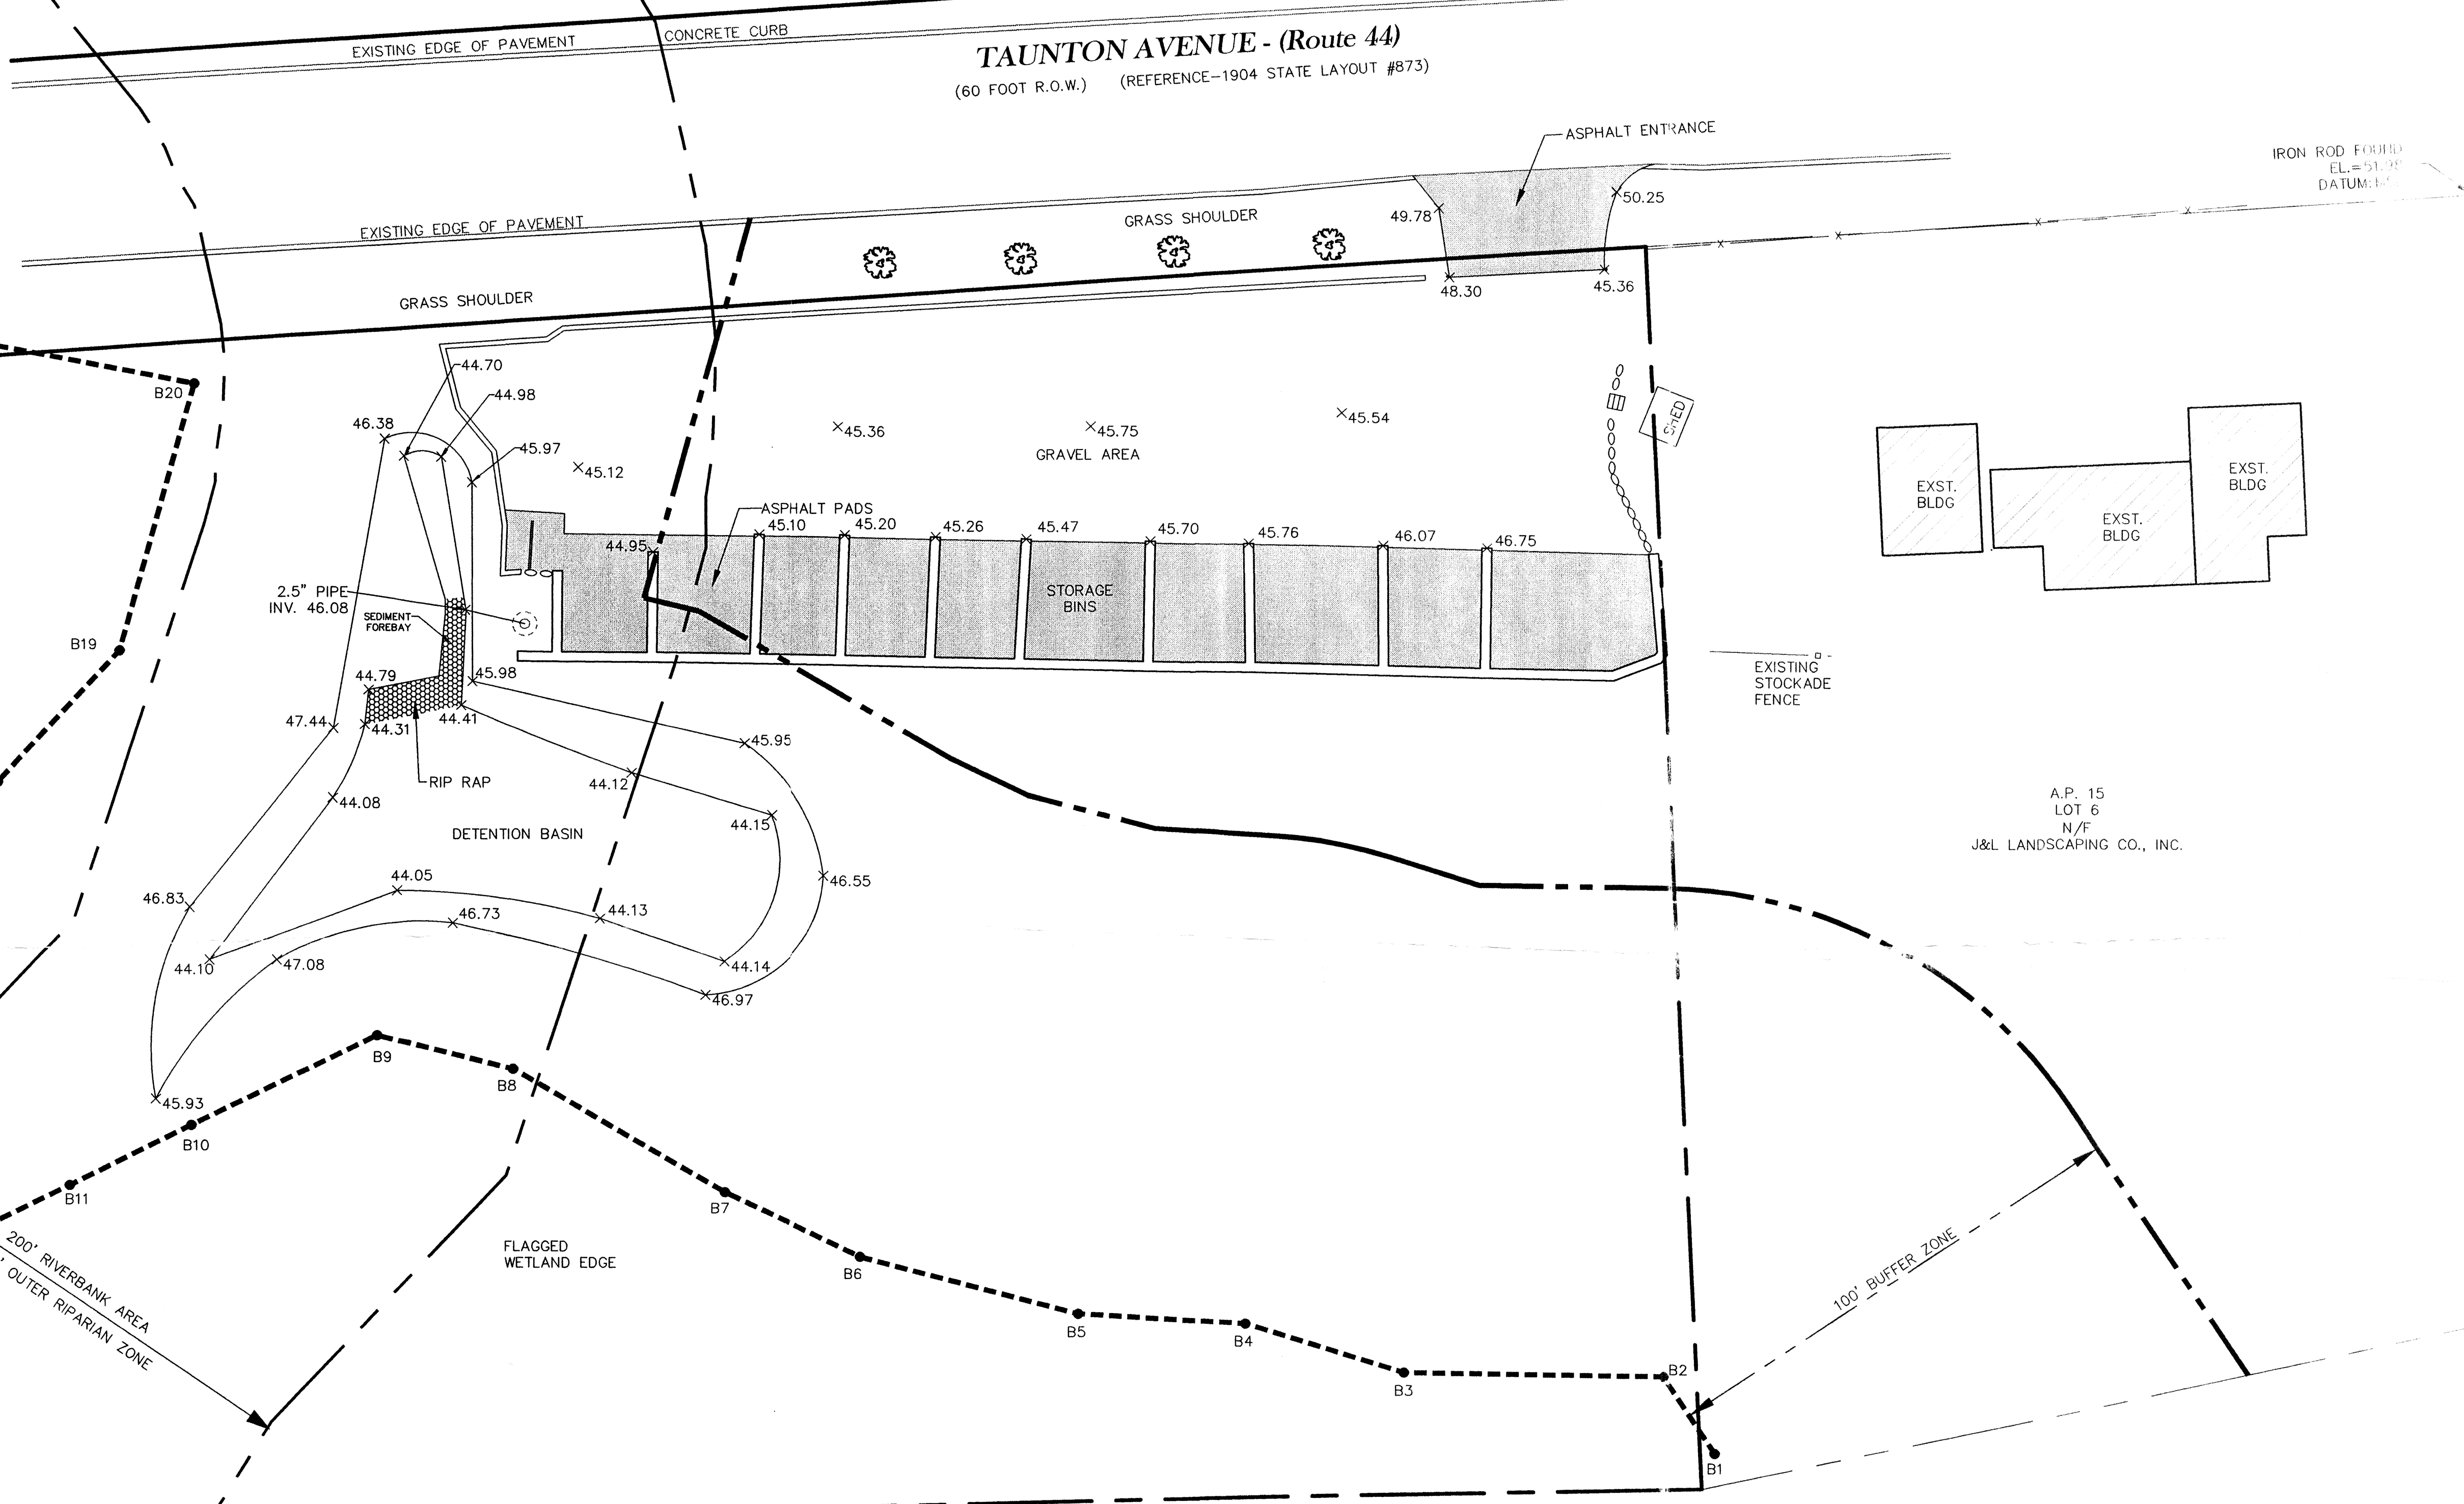 EXISTING EDGE OF PAVEMENT
CONCRETE CURB
TAUNTON AVENUE - (Route 44)
(60 FOOT R.O.W.) (REFERENCE-1904 STATE LAYOUT #873)
ASPHALT ENTRANCE
IRON ROD FOUND
EL.=51.98
DATUM:
EXISTING EDGE OF PAVEMENT
GRASS SHOULDER
49.78
50.25
GRASS SHOULDER
48.30
45.36
B20
44.70
44.98
46.38
45.97
45.12
45.36
45.75
45.54
GRAVEL AREA
SHED
EXST.
BLDG
EXST.
BLDG
EXST.
BLDG
ASPHALT PADS
44.95
45.10
45.20
45.26
45.47
45.70
45.76
46.07
46.75
STORAGE
BINS
2.5" PIPE
INV. 46.08
SEDIMENT
FOREBAY
B19
44.79
45.98
47.44
44.31
44.41
EXISTING
STOCKADE
FENCE
45.95
RIP RAP
44.12
44.08
44.15
DETENTION BASIN
A.P. 15
LOT 6
N/F
J&L LANDSCAPING CO., INC.
44.05
46.55
46.83
46.73
44.13
44.10
47.08
44.14
46.97
B9
B8
45.93
B10
B11
B7
FLAGGED
WETLAND EDGE
B6
B5
B4
B3
B2
B1
100' BUFFER ZONE
200' RIVERBANK AREA
' OUTER RIPARIAN ZONE